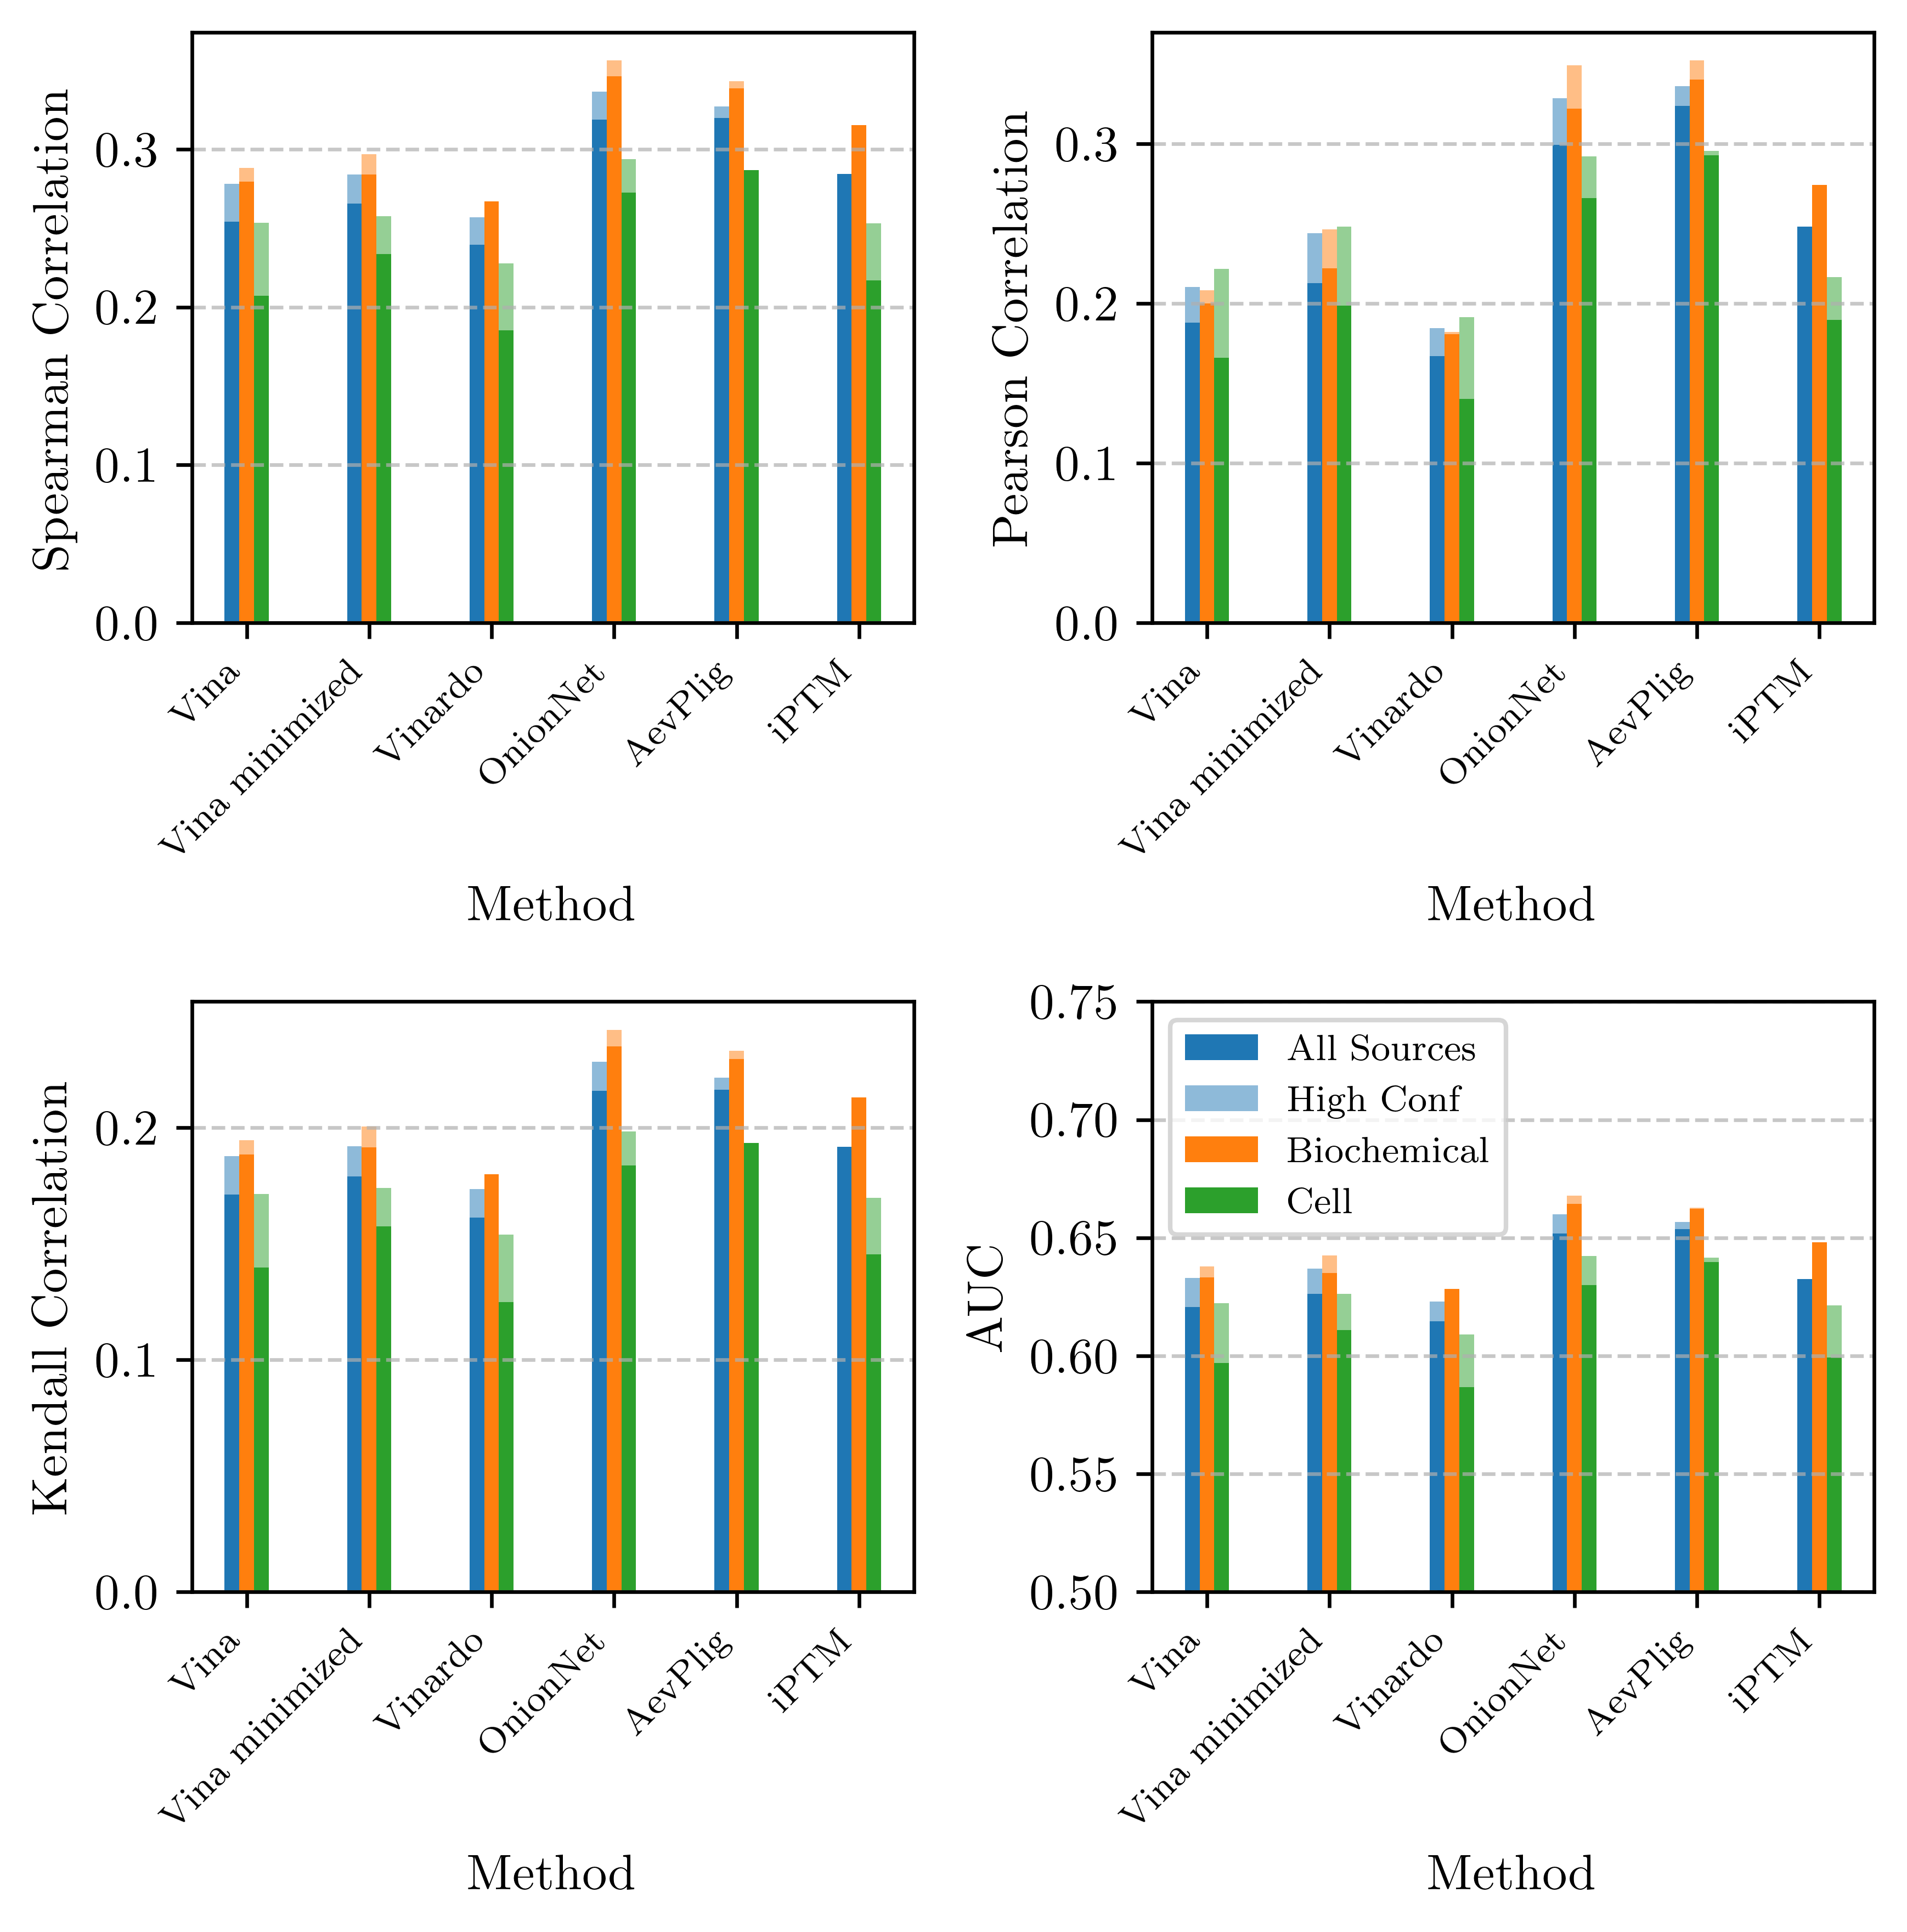 Spearman Correlation
0.3
0.2
0.1
0.0
Vina
Vina minimized
Vinardo
OnionNet
AevPlig
iPTM
Method
Pearson Correlation
0.3
0.2
0.1
0.0
Vina
Vina minimized
Vinardo
OnionNet
AevPlig
iPTM
Method
Kendall Correlation
0.2
0.1
0.0
Vina
Vina minimized
Vinardo
OnionNet
AevPlig
iPTM
Method
AUC
0.75
0.70
0.65
0.60
0.55
0.50
All Sources
High Conf
Biochemical
Cell
Vina
Vina minimized
Vinardo
OnionNet
AevPlig
iPTM
Method